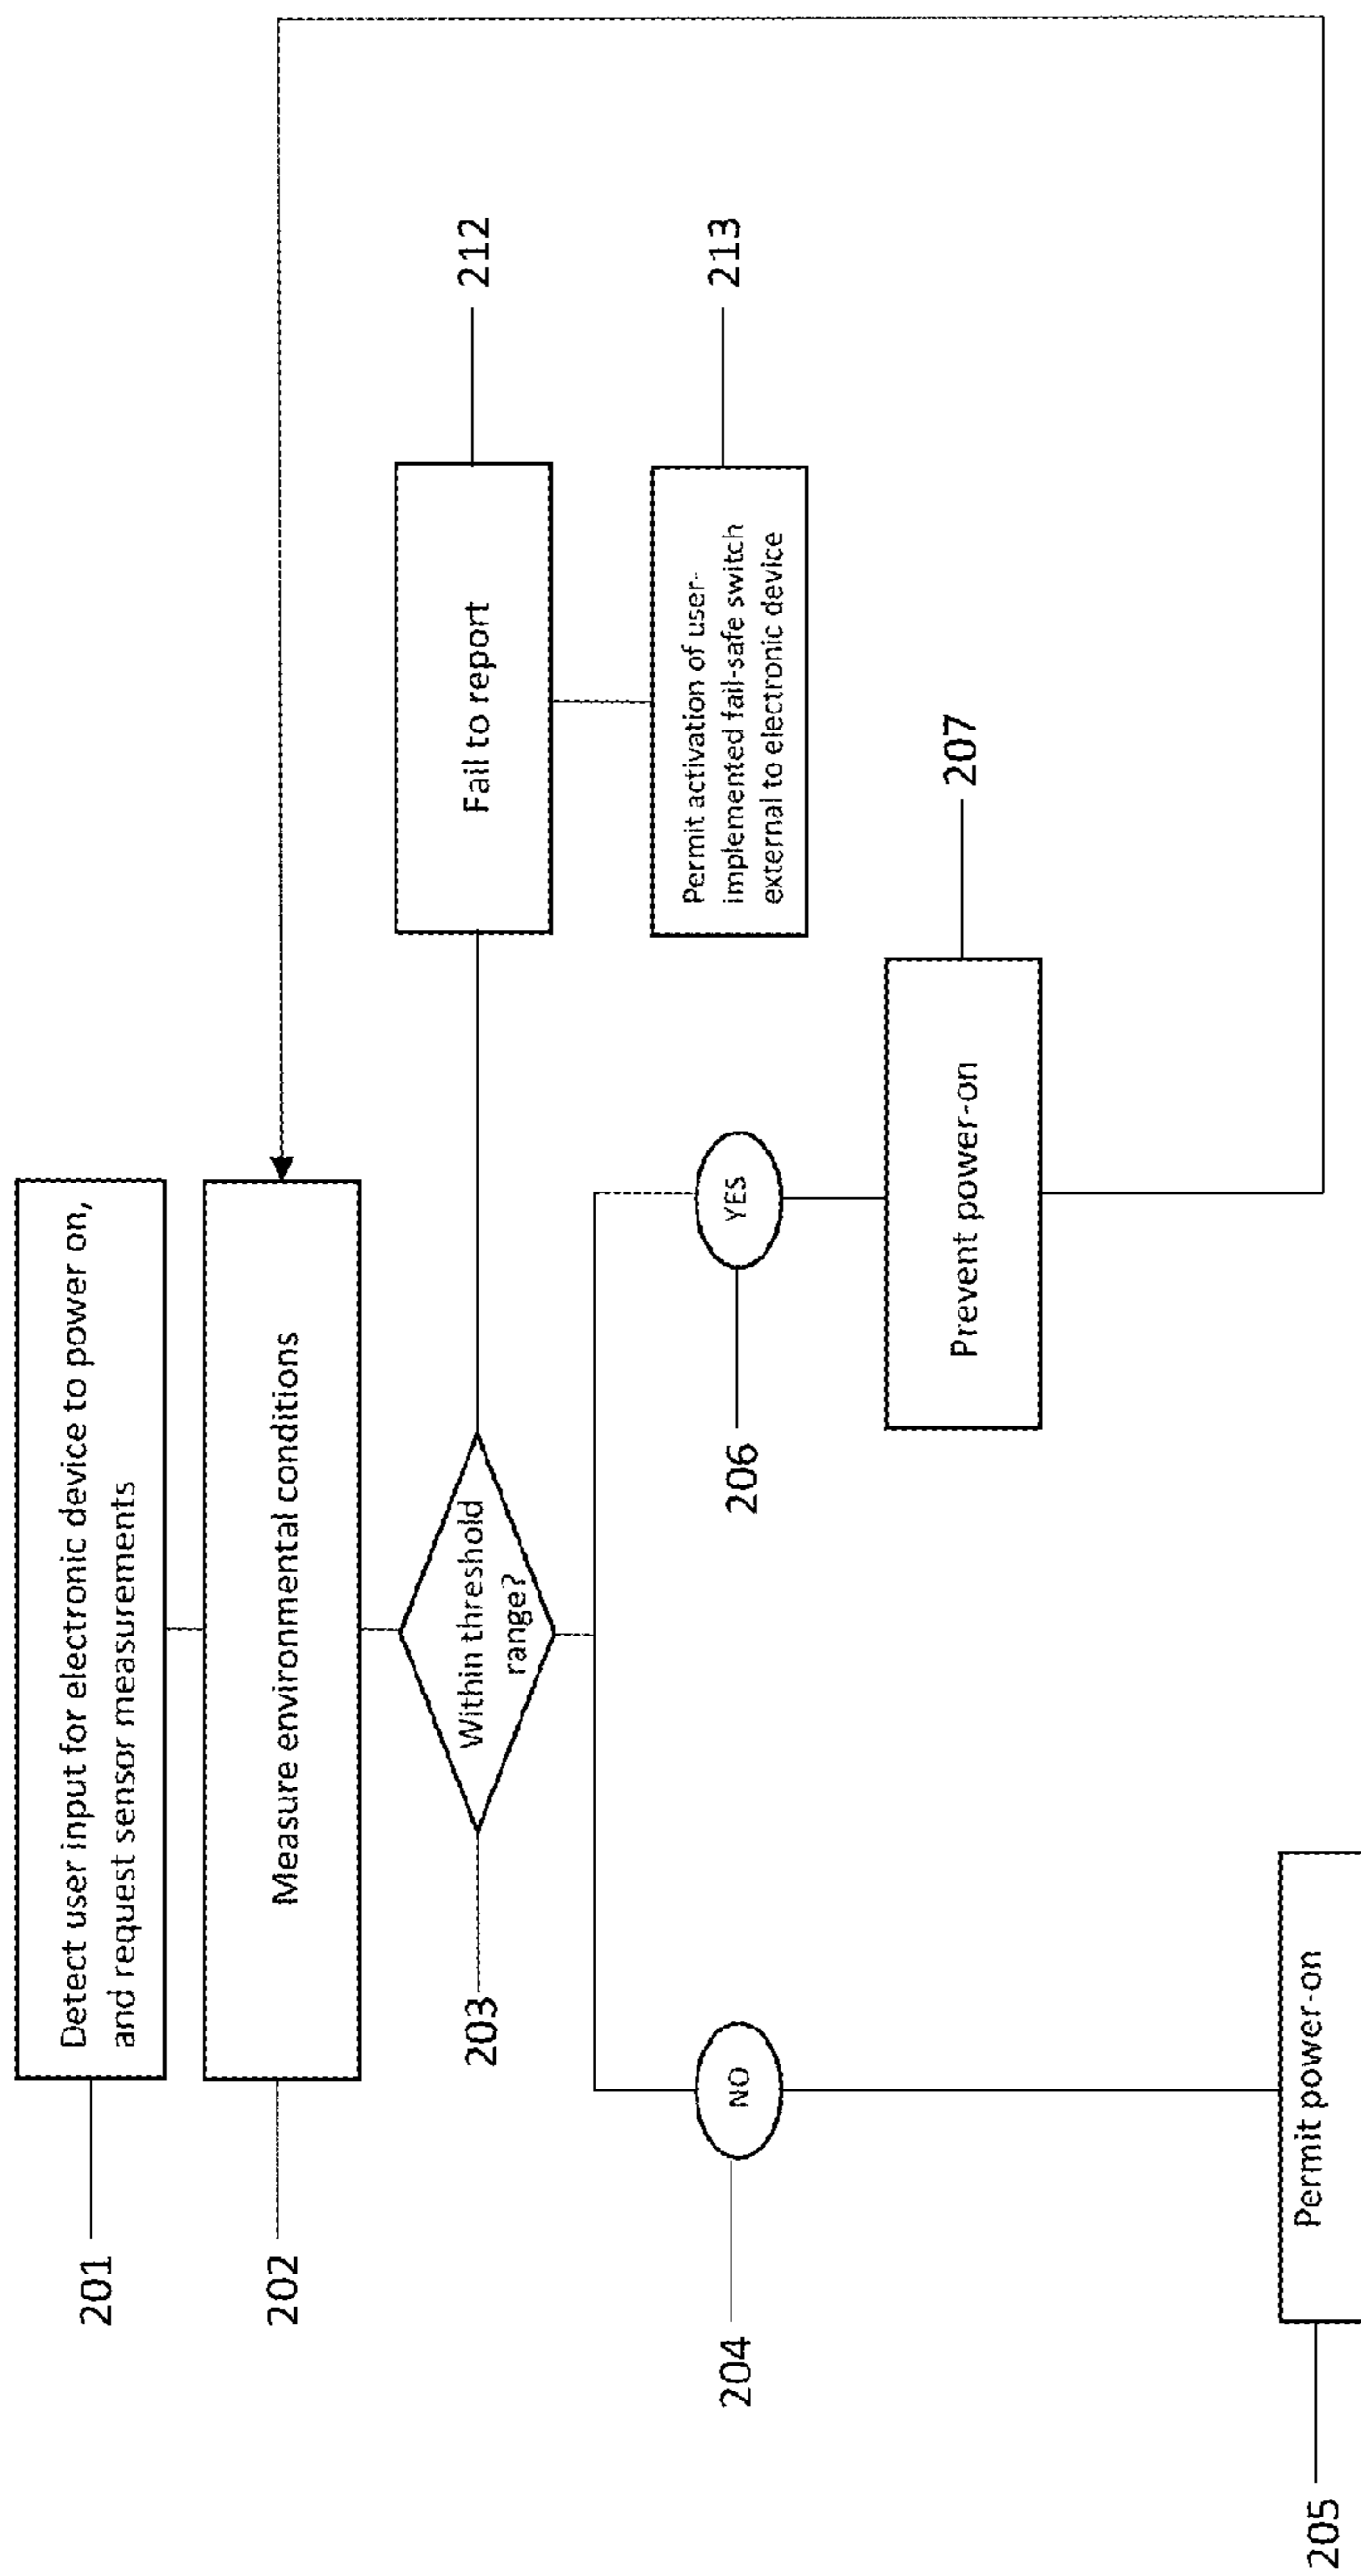 201
Detect user input for electronic device to power on,
and request sensor measurements
202
Measure environmental conditions
203
Within threshold
range?
Fail to report
212
Permit activation of user-
implemented fail-safe switch
external to electronic device
213
204
NO
206
YES
Prevent power-on
207
205
Permit power-on